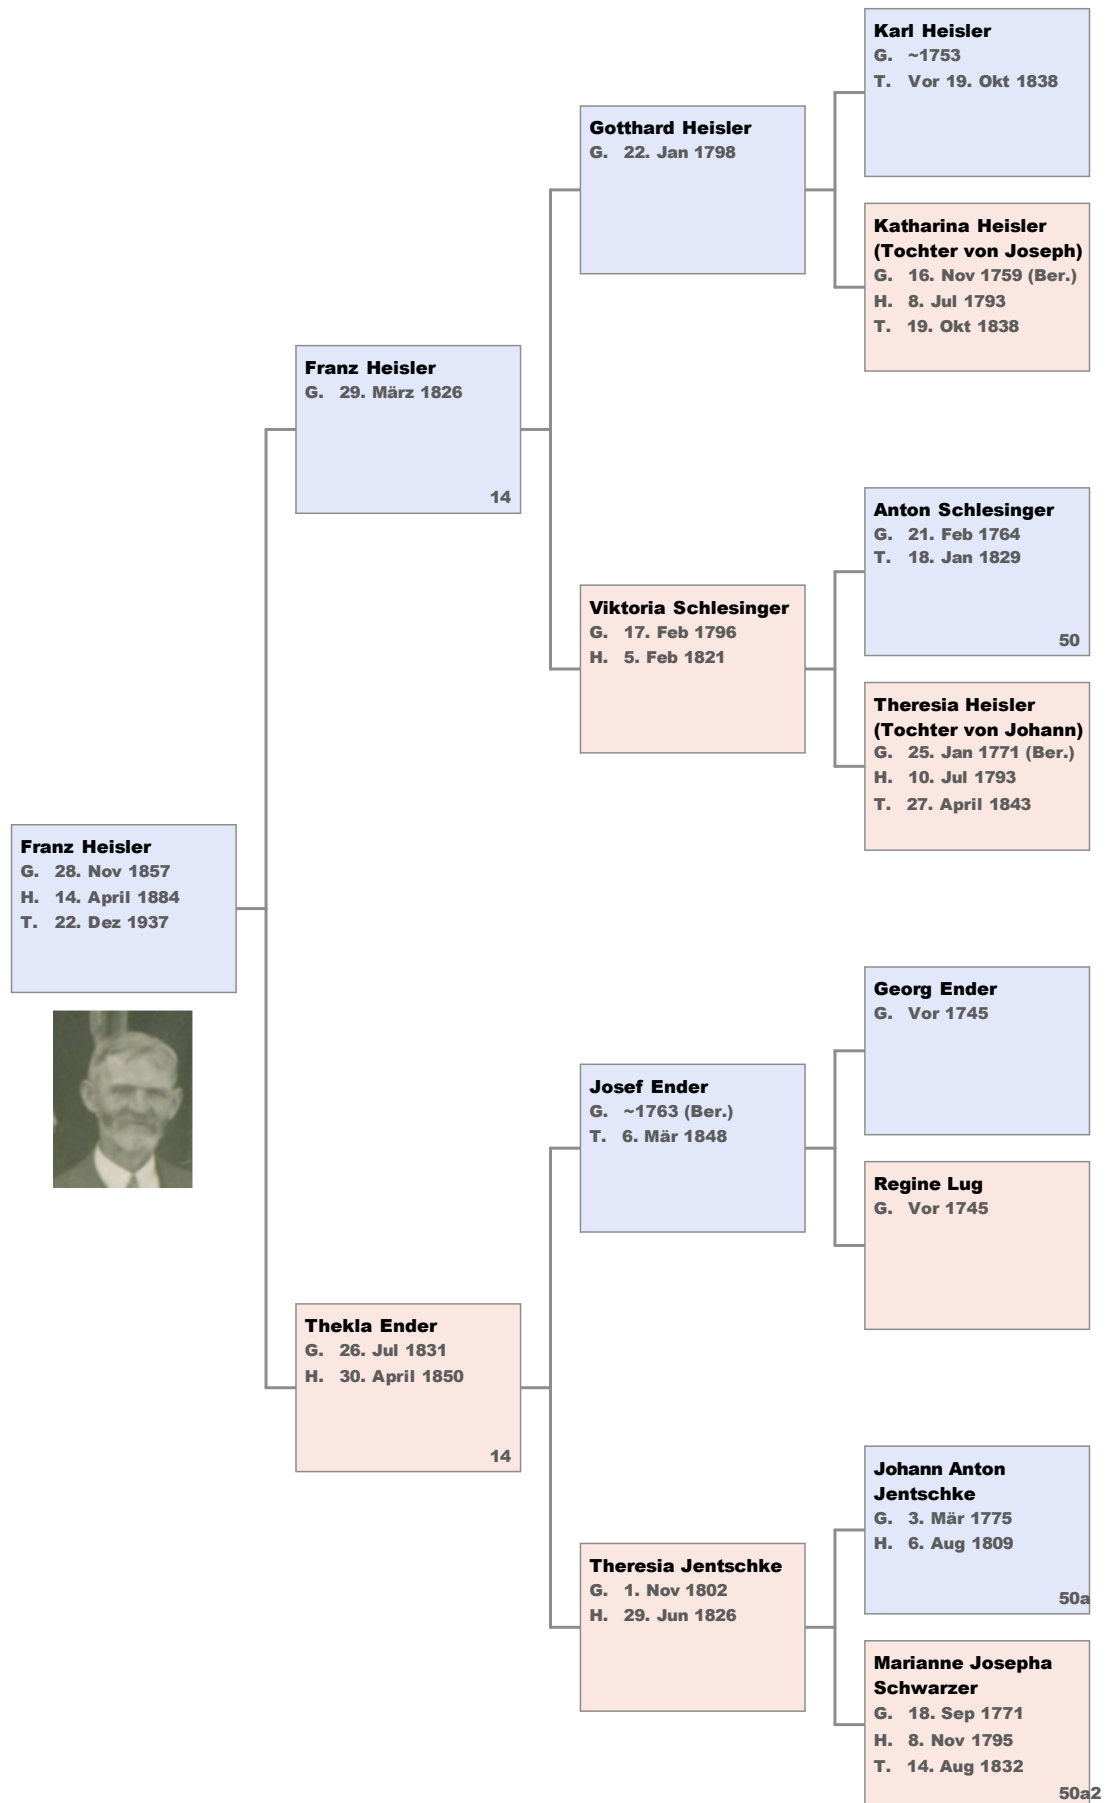 Karl Heisler
G. ~1753
T. Vor 19. Okt 1838
Gotthard Heisler
G. 22. Jan 1798
Katharina Heisler
(Tochter von Joseph)
G. 16. Nov 1759 (Ber.)
H. 8. Jul 1793
T. 19. Okt 1838
Franz Heisler
G. 29. März 1826
14
Anton Schlesinger
G. 21. Feb 1764
T. 18. Jan 1829
50
Viktoria Schlesinger
G. 17. Feb 1796
H. 5. Feb 1821
Theresia Heisler
(Tochter von Johann)
G. 25. Jan 1771 (Ber.)
H. 10. Jul 1793
T. 27. April 1843
Franz Heisler
G. 28. Nov 1857
H. 14. April 1884
T. 22. Dez 1937
Georg Ender
G. Vor 1745
Josef Ender
G. ~1763 (Ber.)
T. 6. Mär 1848
Regine Lug
G. Vor 1745
Thekla Ender
G. 26. Jul 1831
H. 30. April 1850
14
Johann Anton
Jentschke
G. 3. Mär 1775
H. 6. Aug 1809
50a
Theresia Jentschke
G. 1. Nov 1802
H. 29. Jun 1826
Marianne Josepha
Schwarzer
G. 18. Sep 1771
H. 8. Nov 1795
T. 14. Aug 1832
50a2